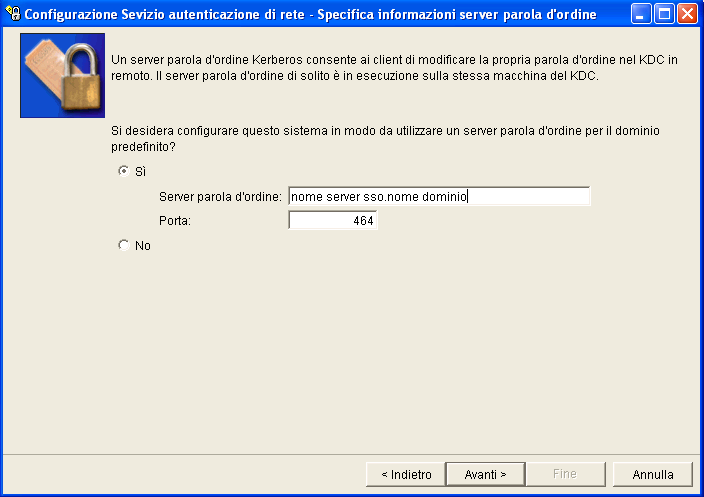 Configurazione Sevizio autenticazione di rete - Specifica informazioni server parola d'ordine
Un server parola d'ordine Kerberos consente ai client di modificare la propria parola d'ordine nel KDC in
remoto. Il server parola d'ordine di solito è in esecuzione sulla stessa macchina del KDC.
Si desidera configurare questo sistema in modo da utilizzare un server parola d'ordine per il dominio
predefinito?
Sì
Server parola d'ordine: nome server sso.nome dominio
Porta: 464
No
< Indietro Avanti > Fine Annulla